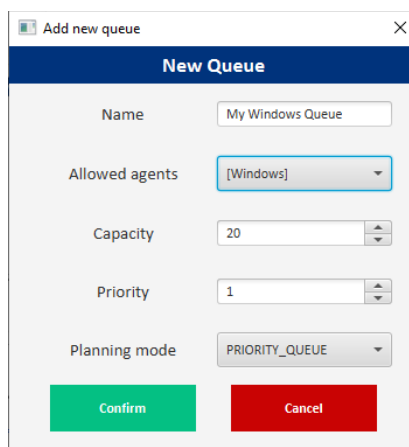 Add new queue
New Queue
Name My Windows Queue
Allowed agents [Windows]
Capacity 20
Priority 1
Planning mode PRIORITY_QUEUE
Confirm Cancel